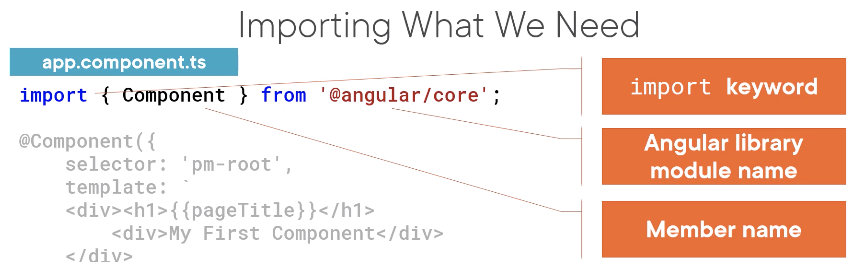 Importing What We Need
app.component.ts
import { Component } from '@angular/core';
import keyword
@Component({
Angular library
module name
selector: 'pm-root',
template: `
<div><h1>{{pageTitle}}</h1>
Member name
<div>My First Component</div>
</div>